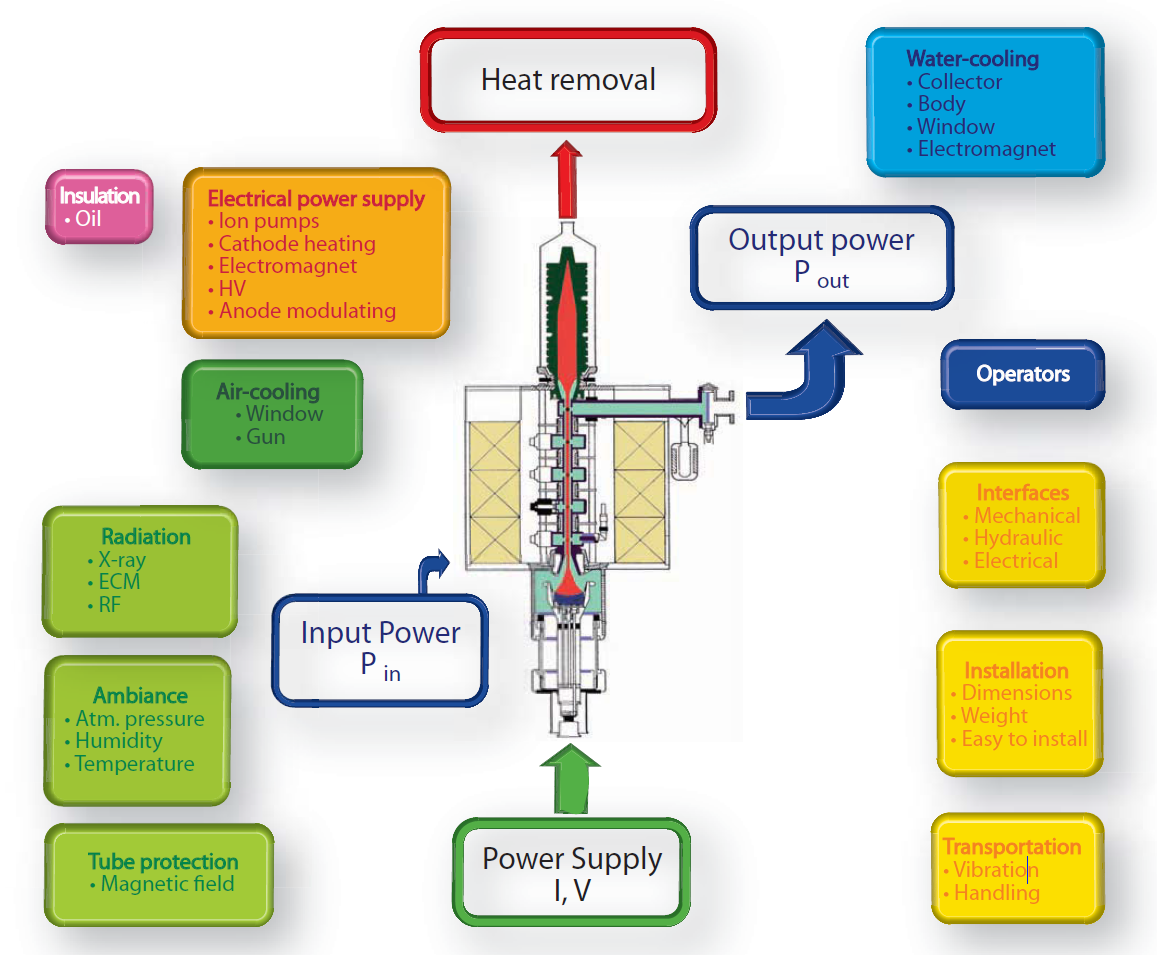 Heat removal
Water-cooling
• Collector
• Body
• Window
• Electromagnet
Insulation
• Oil
Electrical power supply
• Ion pumps
• Cathode heating
• Electromagnet
• HV
• Anode modulating
Output power
P out
Air-cooling
• Window
• Gun
Operators
Interfaces
• Mechanical
• Hydraulic
• Electrical
Radiation
• X-ray
• ECM
• RF
Input Power
P in
Installation
• Dimensions
• Weight
• Easy to install
Ambiance
• Atm. pressure
• Humidity
• Temperature
Power Supply
I, V
Transportation
• Vibration
• Handling
Tube protection
• Magnetic field